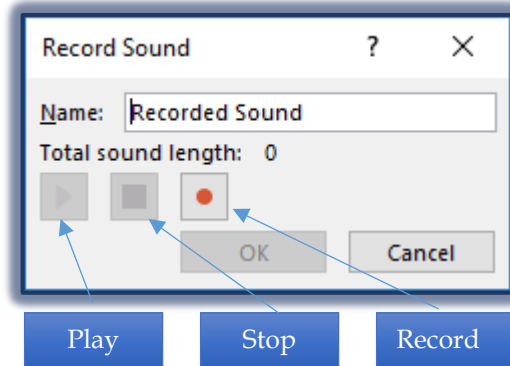 Record Sound ?
Name: Recorded Sound
Total sound length: 0
OK Cancel
Play Stop Record